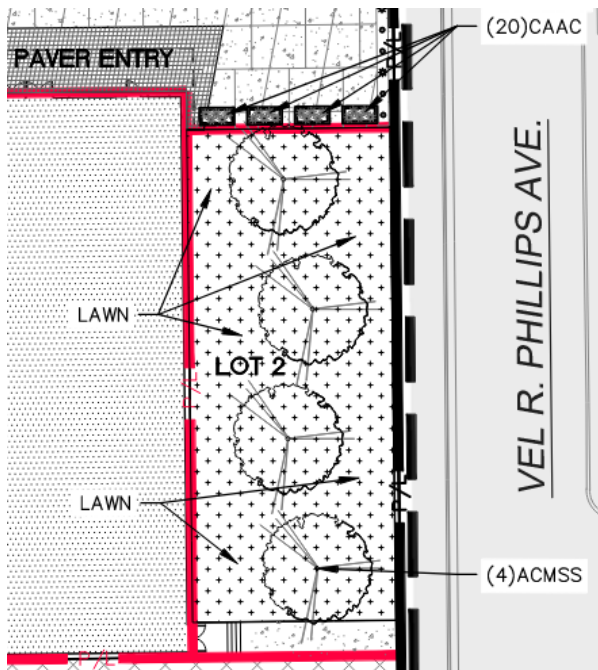 (20)CAAC
PAVER ENTRY
P/L
LAWN
LOT 2
P/L
VEL R. PHILLIPS AVE.
LAWN
P/L
(4)ACMSS
P/L